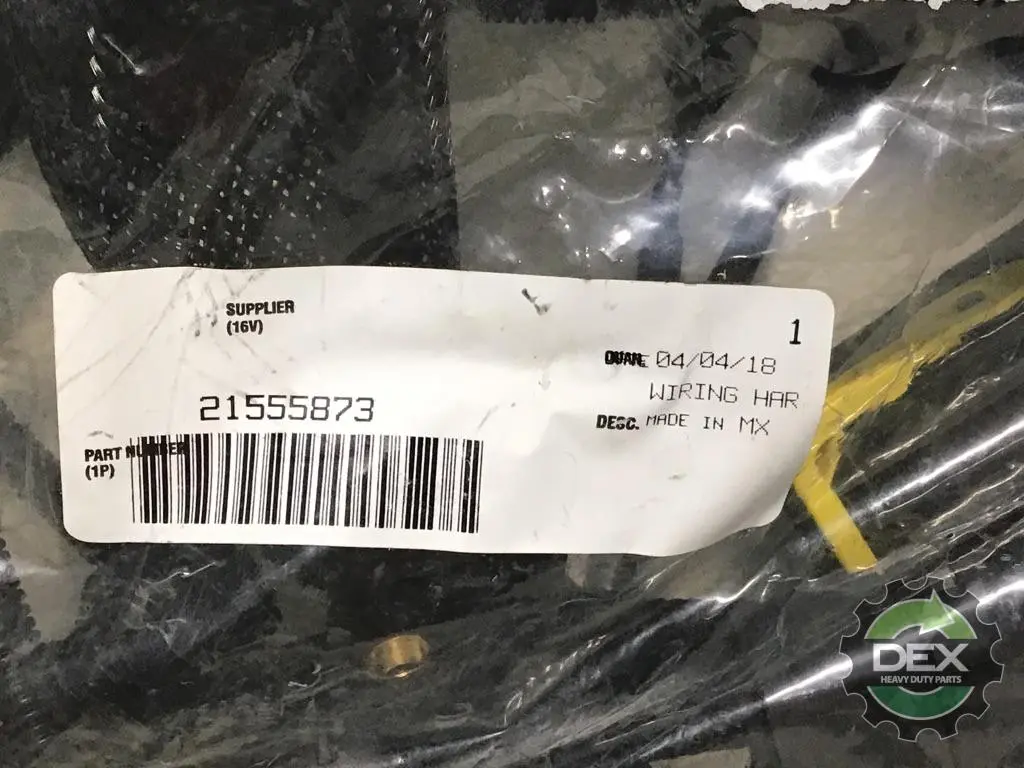 SUPPLIER
(16V)
1
04/04/18
WIRING HAR
DESC. MADE IN MX
21555873
PART NUMBER
(1P)
DEX
HEAVY DUTY PARTS